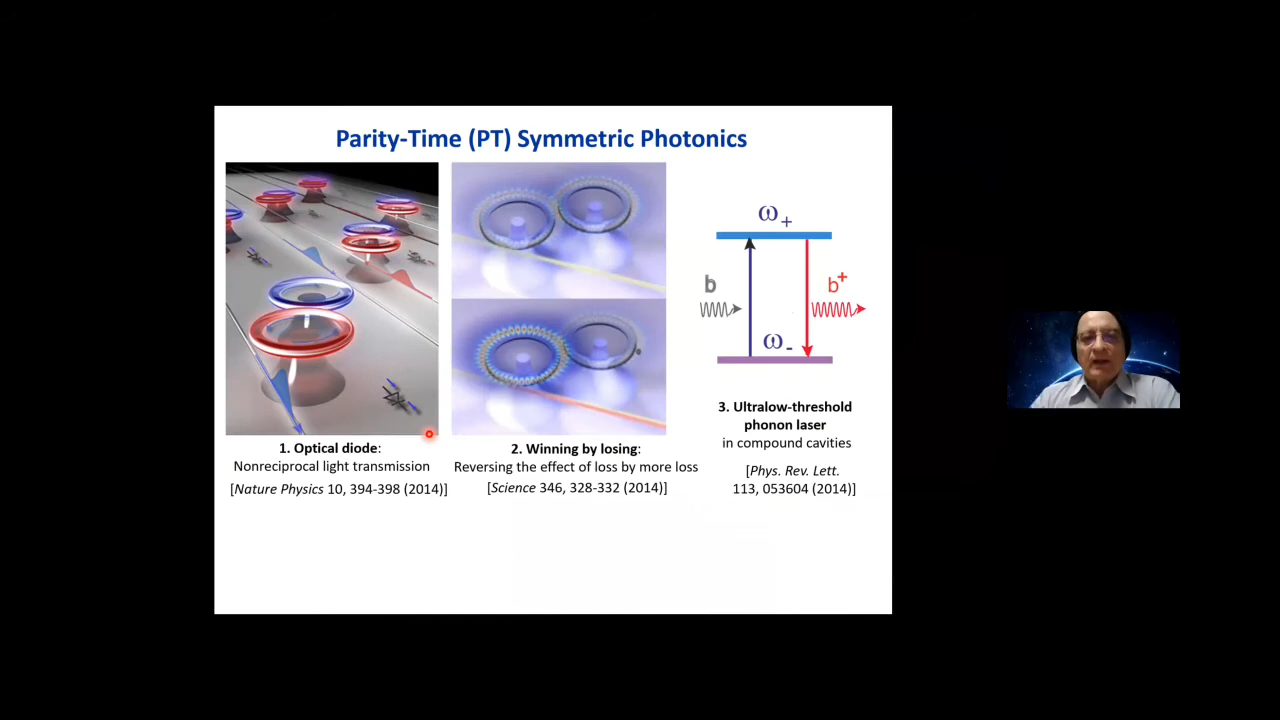 Parity-Time (PT) Symmetric Photonics
1. Optical diode:
Nonreciprocal light transmission
[Nature Physics 10, 394-398 (2014)]
2. Winning by losing:
Reversing the effect of loss by more loss
[Science 346, 328-332 (2014)]
ω+
b
b+
ω-
3. Ultralow-threshold
phonon laser
in compound cavities
[Phys. Rev. Lett.
113, 053604 (2014)]